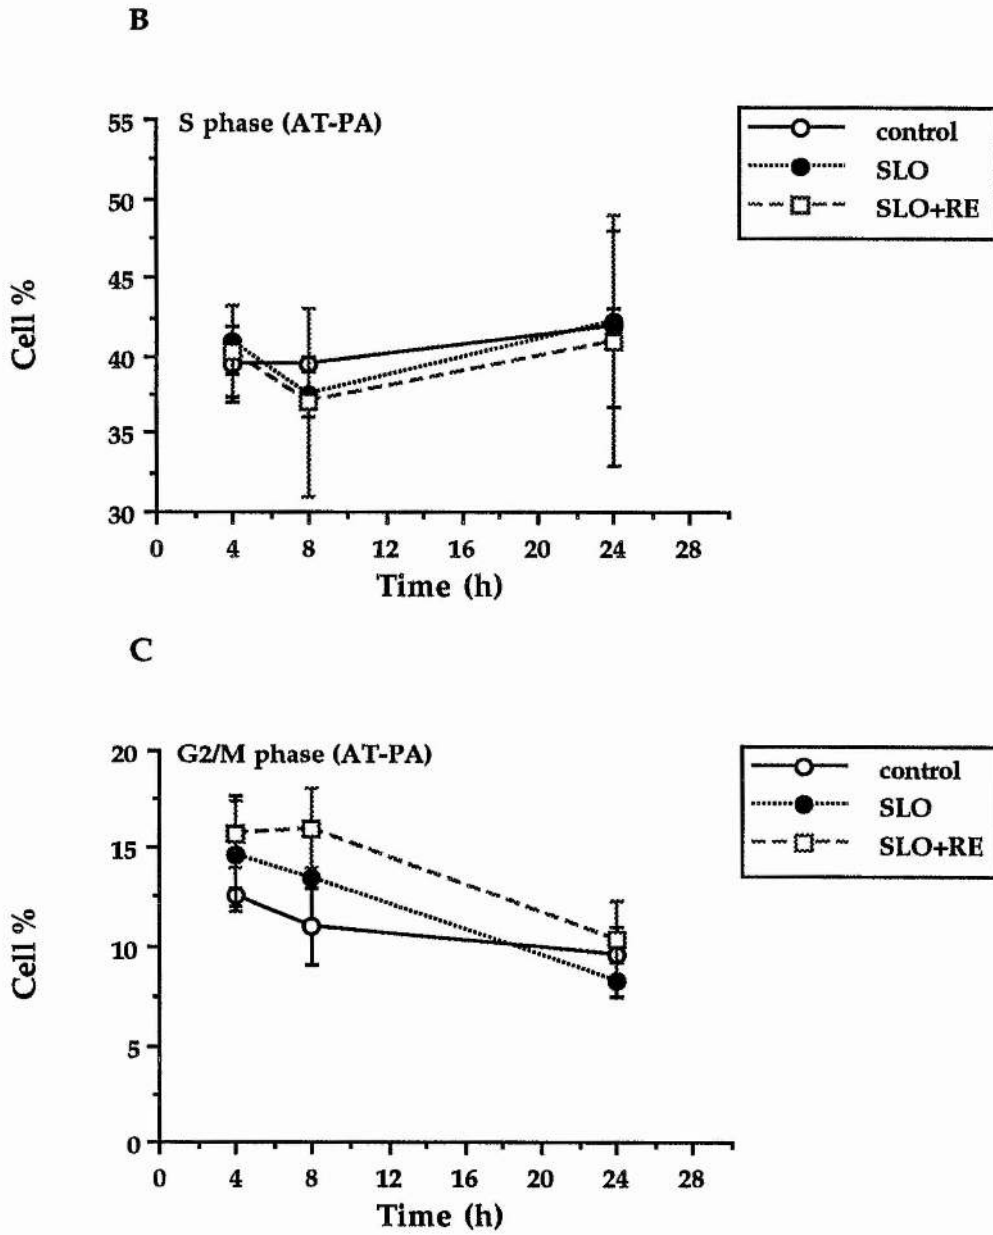 B
S phase (AT-PA)
control
SLO
SLO+RE
Cell %
55
50
45
40
35
30
0 4 8 12 16 20 24 28
Time (h)
C
G2/M phase (AT-PA)
control
SLO
SLO+RE
Cell %
20
15
10
5
0
0 4 8 12 16 20 24 28
Time (h)